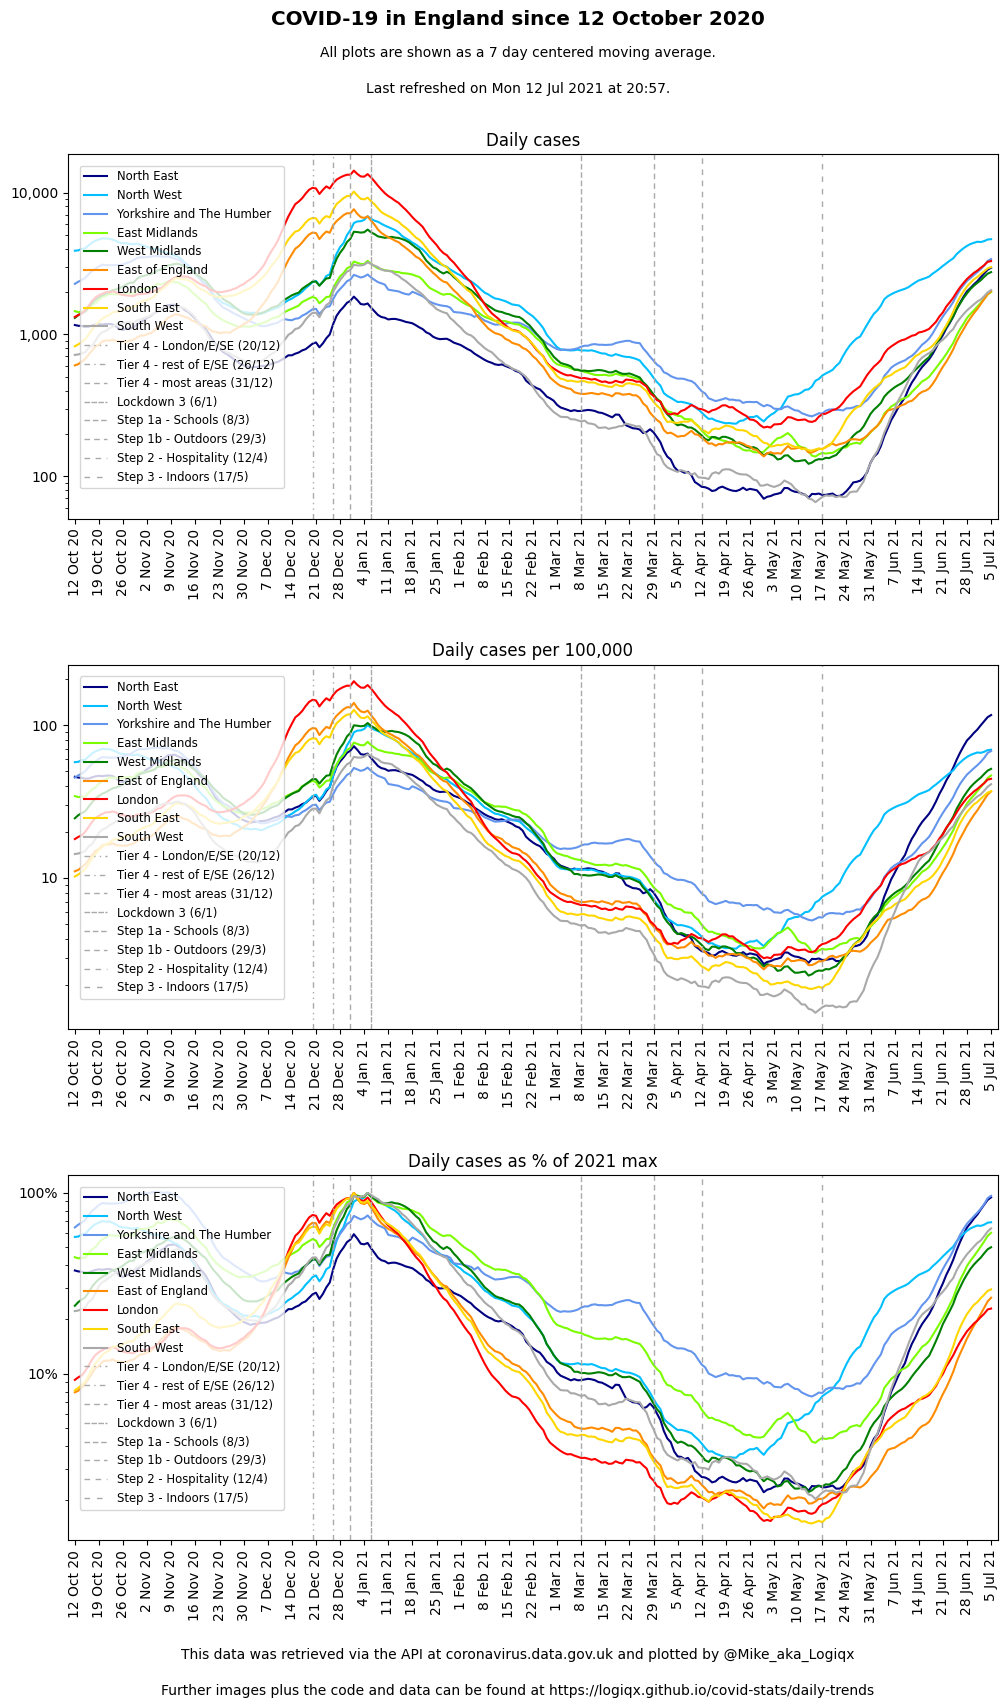 COVID-19 in England since 12 October 2020
All plots are shown as a 7 day centered moving average.
Last refreshed on Mon 12 Jul 2021 at 20:57.
Daily cases
10,000
1,000
100
North East
North West
Yorkshire and The Humber
East Midlands
West Midlands
East of England
London
South East
South West
Tier 4 - London/E/SE (20/12)
Tier 4 - rest of E/SE (26/12)
Tier 4 - most areas (31/12)
Lockdown 3 (6/1)
Step 1a - Schools (8/3)
Step 1b - Outdoors (29/3)
Step 2 - Hospitality (12/4)
Step 3 - Indoors (17/5)
12 Oct 20
19 Oct 20
26 Oct 20
2 Nov 20
9 Nov 20
16 Nov 20
23 Nov 20
30 Nov 20
7 Dec 20
14 Dec 20
21 Dec 20
28 Dec 20
4 Jan 21
11 Jan 21
18 Jan 21
25 Jan 21
1 Feb 21
8 Feb 21
15 Feb 21
22 Feb 21
1 Mar 21
8 Mar 21
15 Mar 21
22 Mar 21
29 Mar 21
5 Apr 21
12 Apr 21
19 Apr 21
26 Apr 21
3 May 21
10 May 21
17 May 21
24 May 21
31 May 21
7 Jun 21
14 Jun 21
21 Jun 21
28 Jun 21
5 Jul 21
Daily cases per 100,000
100
10
North East
North West
Yorkshire and The Humber
East Midlands
West Midlands
East of England
London
South East
South West
Tier 4 - London/E/SE (20/12)
Tier 4 - rest of E/SE (26/12)
Tier 4 - most areas (31/12)
Lockdown 3 (6/1)
Step 1a - Schools (8/3)
Step 1b - Outdoors (29/3)
Step 2 - Hospitality (12/4)
Step 3 - Indoors (17/5)
12 Oct 20
19 Oct 20
26 Oct 20
2 Nov 20
9 Nov 20
16 Nov 20
23 Nov 20
30 Nov 20
7 Dec 20
14 Dec 20
21 Dec 20
28 Dec 20
4 Jan 21
11 Jan 21
18 Jan 21
25 Jan 21
1 Feb 21
8 Feb 21
15 Feb 21
22 Feb 21
1 Mar 21
8 Mar 21
15 Mar 21
22 Mar 21
29 Mar 21
5 Apr 21
12 Apr 21
19 Apr 21
26 Apr 21
3 May 21
10 May 21
17 May 21
24 May 21
31 May 21
7 Jun 21
14 Jun 21
21 Jun 21
28 Jun 21
5 Jul 21
Daily cases as % of 2021 max
100%
10%
North East
North West
Yorkshire and The Humber
East Midlands
West Midlands
East of England
London
South East
South West
Tier 4 - London/E/SE (20/12)
Tier 4 - rest of E/SE (26/12)
Tier 4 - most areas (31/12)
Lockdown 3 (6/1)
Step 1a - Schools (8/3)
Step 1b - Outdoors (29/3)
Step 2 - Hospitality (12/4)
Step 3 - Indoors (17/5)
12 Oct 20
19 Oct 20
26 Oct 20
2 Nov 20
9 Nov 20
16 Nov 20
23 Nov 20
30 Nov 20
7 Dec 20
14 Dec 20
21 Dec 20
28 Dec 20
4 Jan 21
11 Jan 21
18 Jan 21
25 Jan 21
1 Feb 21
8 Feb 21
15 Feb 21
22 Feb 21
1 Mar 21
8 Mar 21
15 Mar 21
22 Mar 21
29 Mar 21
5 Apr 21
12 Apr 21
19 Apr 21
26 Apr 21
3 May 21
10 May 21
17 May 21
24 May 21
31 May 21
7 Jun 21
14 Jun 21
21 Jun 21
28 Jun 21
5 Jul 21
This data was retrieved via the API at coronavirus.data.gov.uk and plotted by @Mike_aka_Logiqx
Further images plus the code and data can be found at https://logiqx.github.io/covid-stats/daily-trends